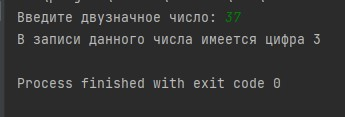 Введите двузначное число: 37
В записи данного числа имеется цифра 3
Process finished with exit code 0